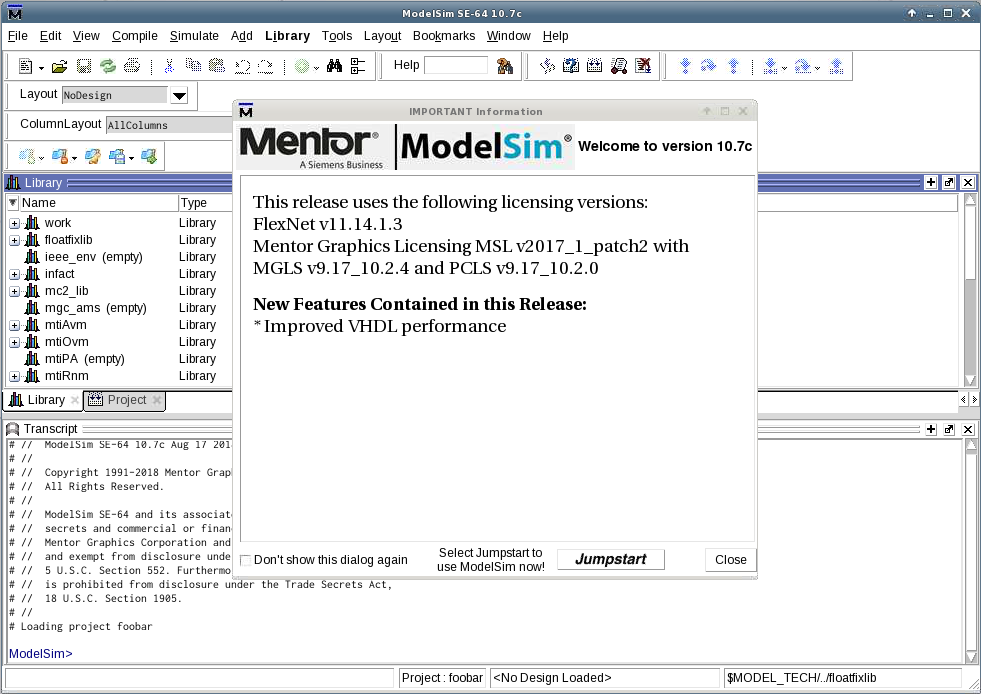 ModelSim SE-64 10.7c
File Edit View Compile Simulate Add Library Tools Layout Bookmarks Window Help
Help
Layout NoDesign
ColumnLayout AllColumns
IMPORTANT Information
Mentor®
A Siemens Business
ModelSim®
Welcome to version 10.7c
This release uses the following licensing versions:
FlexNet v11.14.1.3
Mentor Graphics Licensing MSL v2017_1_patch2 with
MGLS v9.17_10.2.4 and PCLS v9.17_10.2.0
New Features Contained in this Release:
* Improved VHDL performance
Don't show this dialog again
Select Jumpstart to
use ModelSim now!
Jumpstart
Close
Library
Name Type
work Library
floatfixlib Library
ieee_env (empty) Library
infact Library
mc2_lib Library
mgc_ams (empty) Library
mtiAvm Library
mtiOvm Library
mtiPA (empty) Library
mtiRnm Library
Library Project
Transcript
# // ModelSim SE-64 10.7c Aug 17 201
# //
# // Copyright 1991-2018 Mentor Grap
# // All Rights Reserved.
# //
# // ModelSim SE-64 and its associat
# // secrets and commercial or finan
# // Mentor Graphics Corporation and
# // and exempt from disclosure unde
# // 5 U.S.C. Section 552. Furthermo
# // is prohibited from disclosure under the Trade Secrets Act,
# // 18 U.S.C. Section 1905.
# //
# Loading project foobar
ModelSim>
Project : foobar <No Design Loaded> $MODEL_TECH/../floatfixlib